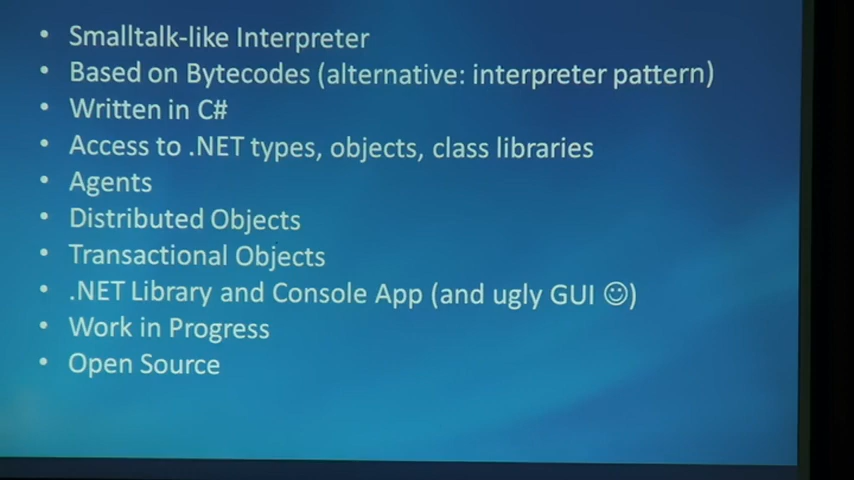 • Smalltalk-like Interpreter
• Based on Bytecodes (alternative: interpreter pattern)
• Written in C#
• Access to .NET types, objects, class libraries
• Agents
• Distributed Objects
• Transactional Objects
• .NET Library and Console App (and ugly GUI ☺)
• Work in Progress
• Open Source